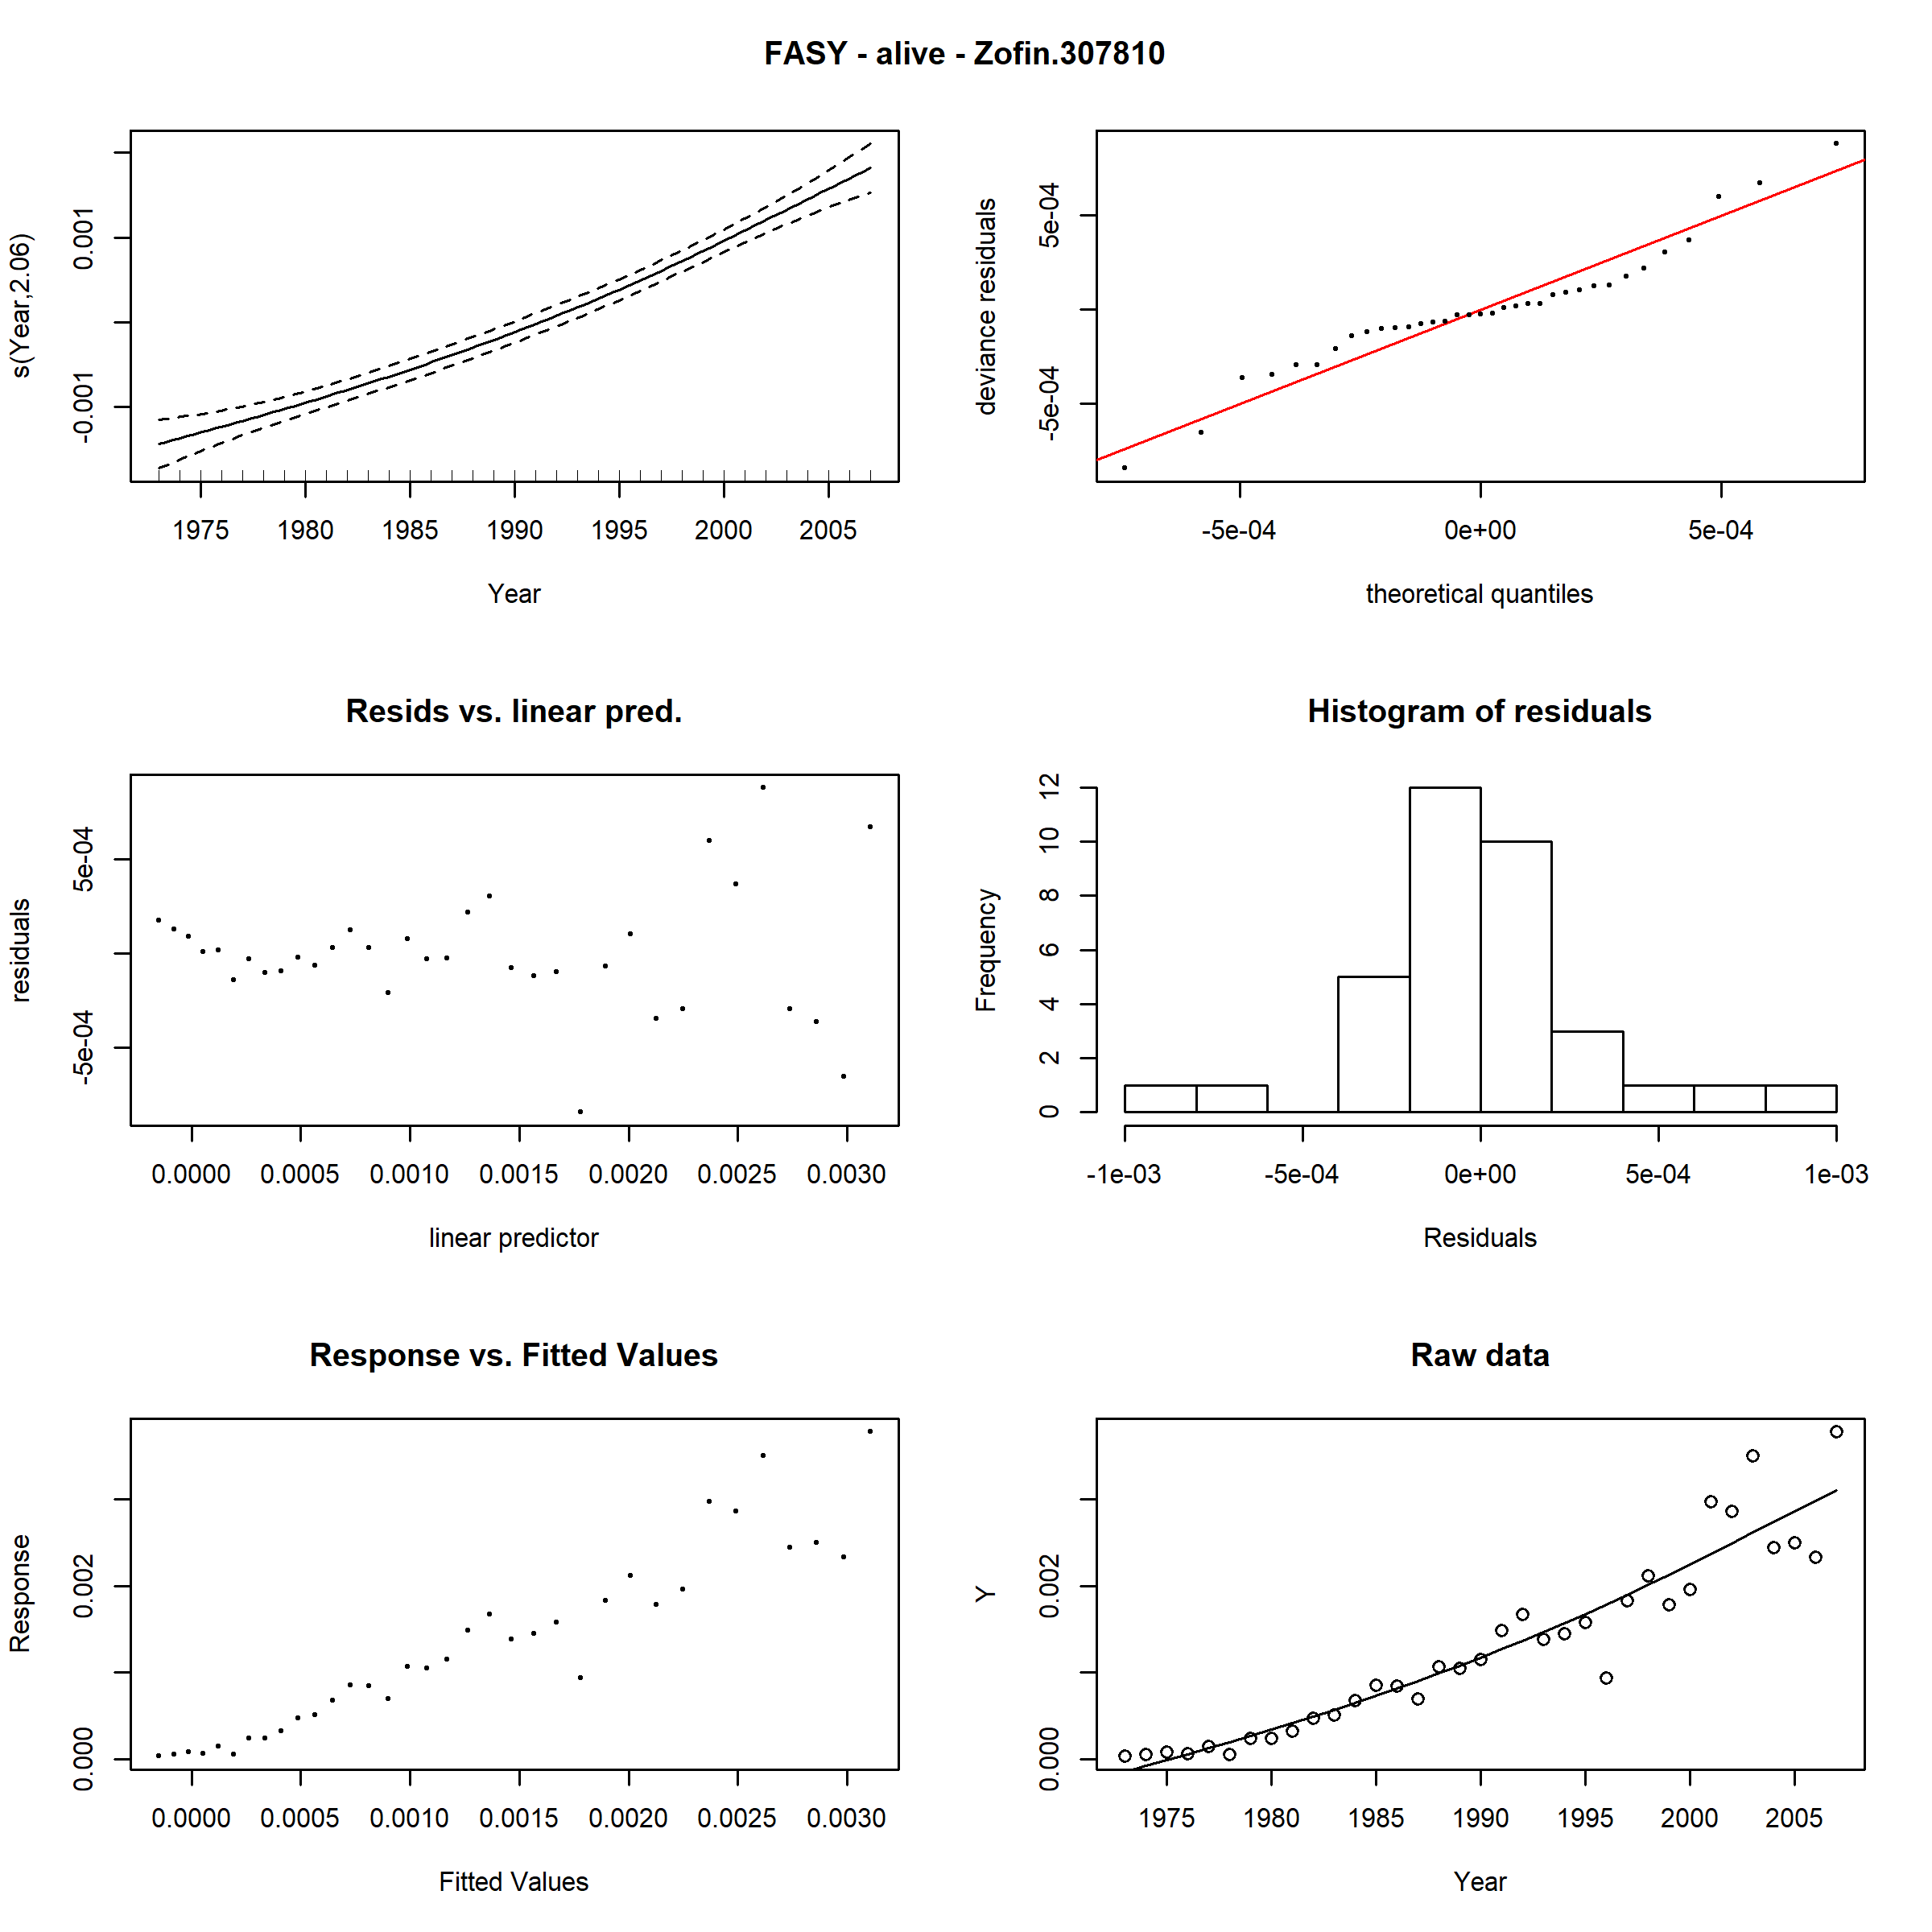 FASY - alive - Zofin.307810
s(Year,2.06)
-0.001 0.001
1975 1980 1985 1990 1995 2000 2005
Year
deviance residuals
-5e-04 5e-04
-5e-04 0e+00 5e-04
theoretical quantiles
Resids vs. linear pred.
residuals
-5e-04 5e-04
0.0000 0.0005 0.0010 0.0015 0.0020 0.0025 0.0030
linear predictor
Histogram of residuals
Frequency
0 2 4 6 8 10 12
-1e-03 -5e-04 0e+00 5e-04 1e-03
Residuals
Response vs. Fitted Values
Response
0.000 0.002
0.0000 0.0005 0.0010 0.0015 0.0020 0.0025 0.0030
Fitted Values
Raw data
Y
0.000 0.002
1975 1980 1985 1990 1995 2000 2005
Year